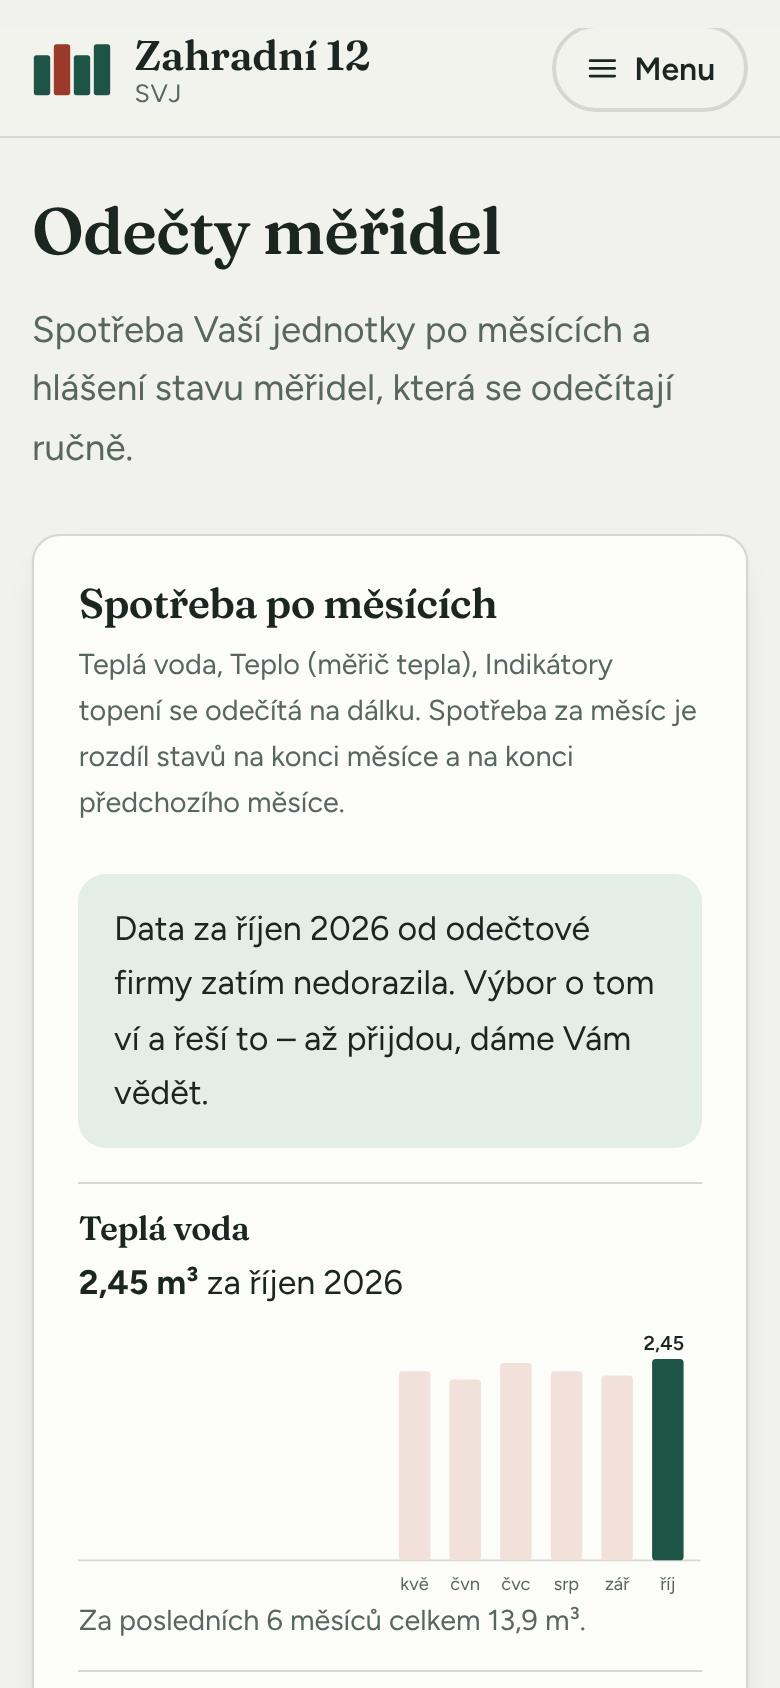 Zahradní 12
SVJ
Menu
Odečty měřidel
Spotřeba Vaší jednotky po měsících a
hlášení stavu měřidel, která se odečítají
ručně.
Spotřeba po měsících
Teplá voda, Teplo (měřič tepla), Indikátory
topení se odečítá na dálku. Spotřeba za měsíc je
rozdíl stavů na konci měsíce a na konci
předchozího měsíce.
Data za říjen 2026 od odečtové
firmy zatím nedorazila. Výbor o tom
ví a řeší to – až přijdou, dáme Vám
vědět.
Teplá voda
2,45 m³ za říjen 2026
2,45
kvě čvn čvc srp zář říj
Za posledních 6 měsíců celkem 13,9 m³.